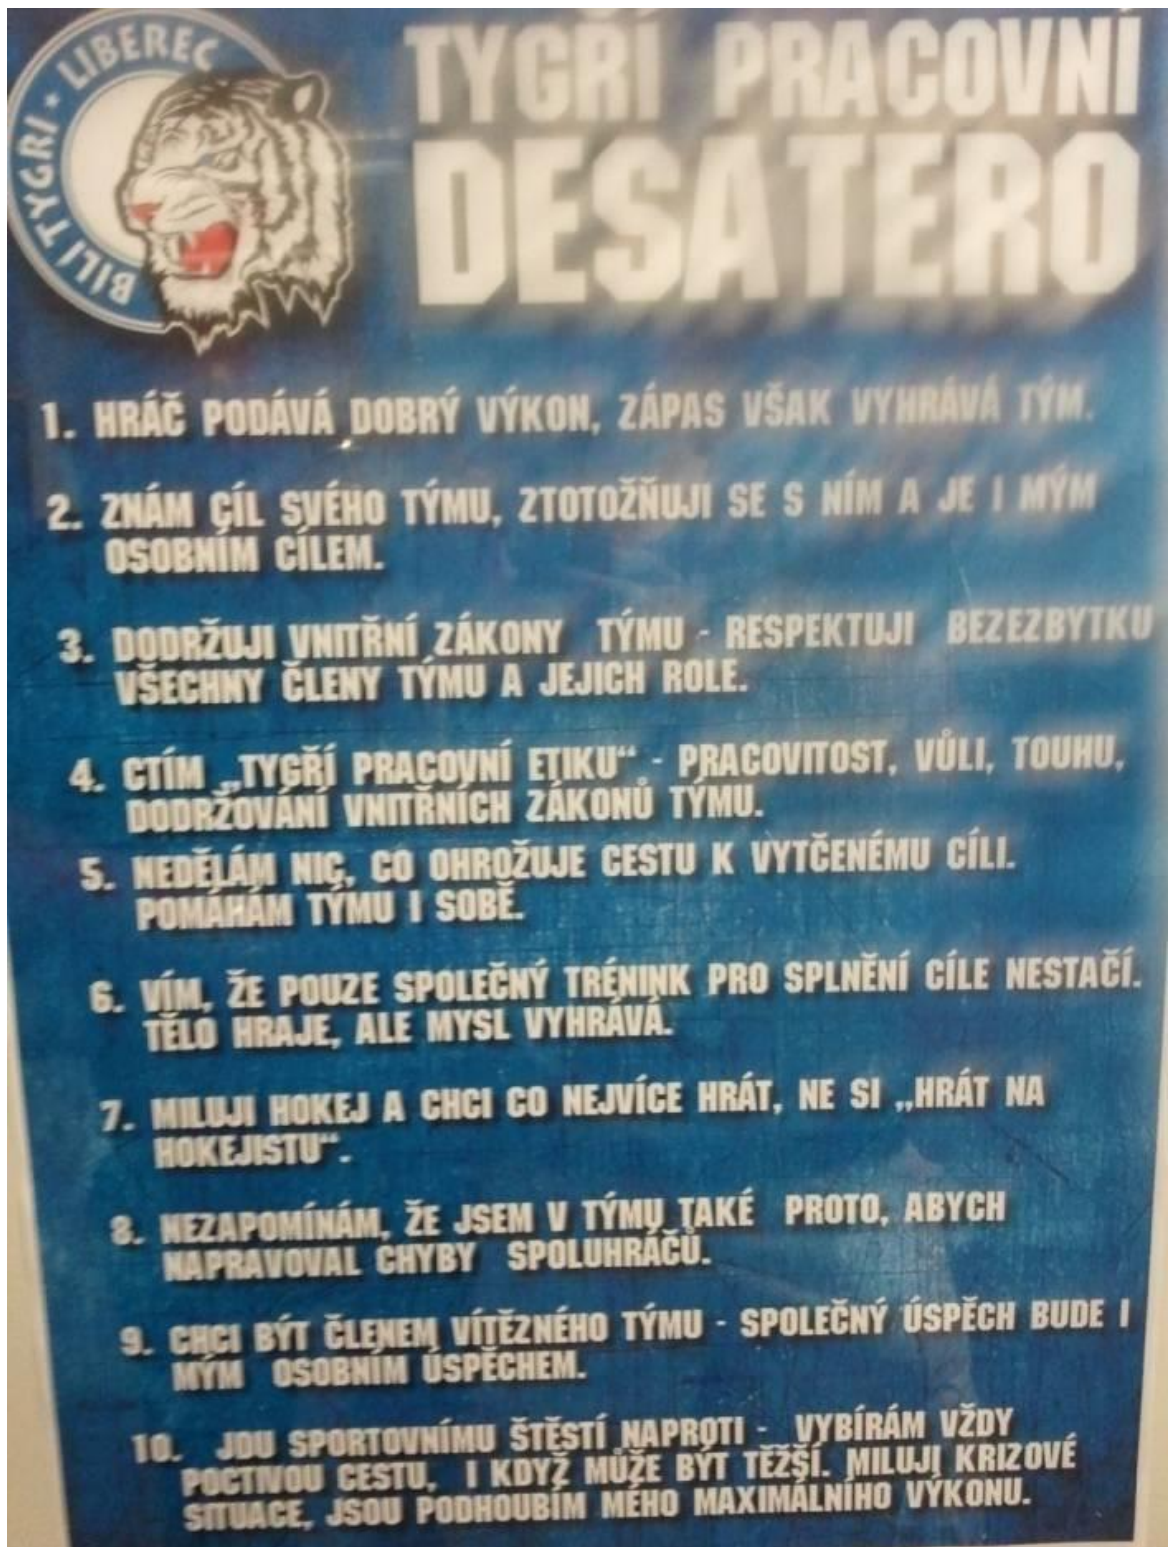 BÍLÍ TYGŘI • LIBEREC
TYGŘÍ PRACOVNÍ
DESATERO
1. HRÁČ PODÁVÁ DOBRÝ VÝKON, ZÁPAS VŠAK VYHRÁVÁ TÝM.
2. ZNÁM CÍL SVÉHO TÝMU, ZTOTOŽŇUJI SE S NÍM A JE I MÝM
OSOBNÍM CÍLEM.
3. DODRŽUJI VNITŘNÍ ZÁKONY TÝMU - RESPEKTUJI BEZEZBYTKU
VŠECHNY ČLENY TÝMU A JEJICH ROLE.
4. CTÍM „TYGŘÍ PRACOVNÍ ETIKU“ - PRACOVITOST, VŮLI, TOUHU,
DODRŽOVÁNÍ VNITŘNÍCH ZÁKONŮ TÝMU.
5. NEDĚLÁM NIC, CO OHROŽUJE CESTU K VYTČENÉMU CÍLI.
POMÁHÁM TÝMU I SOBĚ.
6. VÍM, ŽE POUZE SPOLEČNÝ TRÉNINK PRO SPLNĚNÍ CÍLE NESTAČÍ.
TĚLO HRAJE, ALE MYSL VYHRÁVÁ.
7. MILUJI HOKEJ A CHCI CO NEJVÍCE HRÁT, NE SI „HRÁT NA
HOKEJISTU“.
8. NEZAPOMÍNÁM, ŽE JSEM V TÝMU TAKÉ PROTO, ABYCH
NAPRAVOVAL CHYBY SPOLUHRÁČŮ.
9. CHCI BÝT ČLENEM VÍTĚZNÉHO TÝMU - SPOLEČNÝ ÚSPĚCH BUDE I
MÝM OSOBNÍM ÚSPĚCHEM.
10. JDU SPORTOVNÍMU ŠTĚSTÍ NAPROTI - VYBÍRÁM VŽDY
POCTIVOU CESTU, I KDYŽ MŮŽE BÝT TĚŽŠÍ. MILUJI KRIZOVÉ
SITUACE, JSOU PODHOUBÍM MÉHO MAXIMÁLNÍHO VÝKONU.